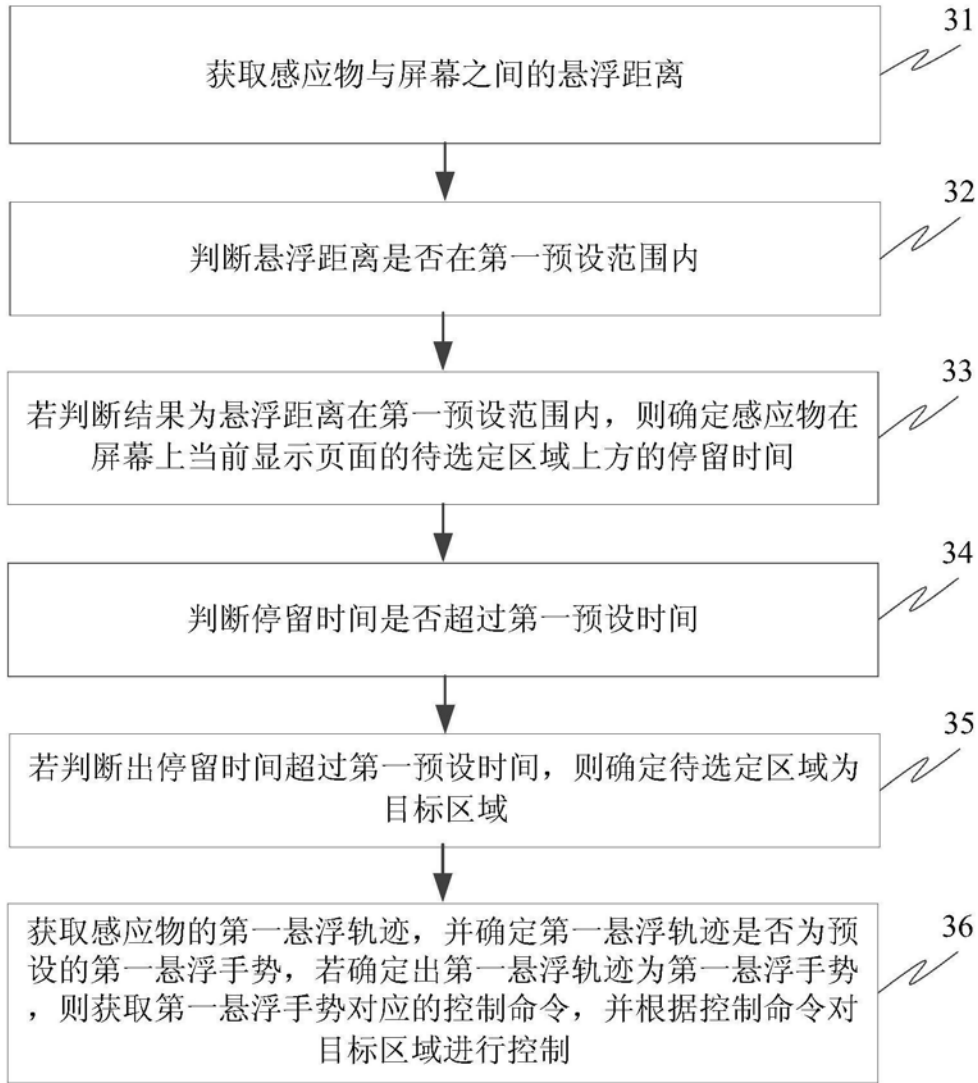 31
获取感应物与屏幕之间的悬浮距离
32
判断悬浮距离是否在第一预设范围内
33
若判断结果为悬浮距离在第一预设范围内，则确定感应物在
屏幕上当前显示页面的待选定区域上方的停留时间
34
判断停留时间是否超过第一预设时间
35
若判断出停留时间超过第一预设时间，则确定待选定区域为
目标区域
36
获取感应物的第一悬浮轨迹，并确定第一悬浮轨迹是否为预
设的第一悬浮手势，若确定出第一悬浮轨迹为第一悬浮手势
，则获取第一悬浮手势对应的控制命令，并根据控制命令对
目标区域进行控制